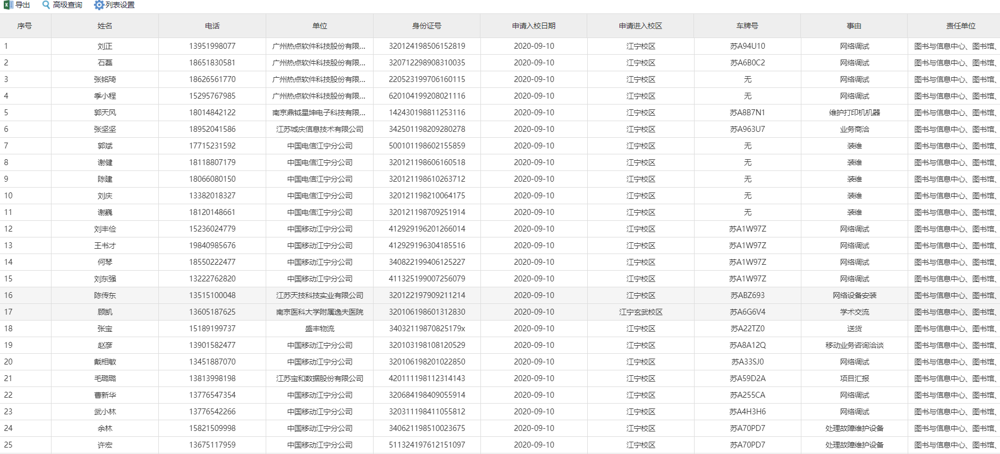 导出 高级查询 列表设置
序号 姓名 电话 单位 身份证号 申请入校日期 申请进入校区 车牌号 事由 责任单位
1 刘正 13951998077 广州热点软件科技股份有限... 320124198506152819 2020-09-10 江宁校区 苏A94U10 网络调试 图书与信息中心、图书馆、
2 石磊 18651830581 广州热点软件科技股份有限... 320712298908310035 2020-09-10 江宁校区 苏A6B0C2 网络调试 图书与信息中心、图书馆、
3 张铭琦 18626561770 广州热点软件科技股份有限... 220523199706160115 2020-09-10 江宁校区 无 网络调试 图书与信息中心、图书馆、
4 季小程 15295767985 广州热点软件科技股份有限... 620104199208021116 2020-09-10 江宁校区 无 网络调试 图书与信息中心、图书馆、
5 郭天风 18014842122 南京鼎钺星坤电子科技有限... 142430198811253116 2020-09-10 江宁校区 苏A8B7N1 维护打印机机器 图书与信息中心、图书馆、
6 张坚坚 18952041586 江苏城庆信息技术有限公司 342501198209280278 2020-09-10 江宁校区 苏A963U7 业务商洽 图书与信息中心、图书馆、
7 郭斌 17715231592 中国电信江宁分公司 500101198602155859 2020-09-10 江宁校区 无 装维 图书与信息中心、图书馆、
8 谢健 18118807179 中国电信江宁分公司 320121198606160518 2020-09-10 江宁校区 无 装维 图书与信息中心、图书馆、
9 陈建 18066080150 中国电信江宁分公司 320121198610263712 2020-09-10 江宁校区 无 装维 图书与信息中心、图书馆、
10 刘庆 13382018327 中国电信江宁分公司 320121198210064175 2020-09-10 江宁校区 无 装维 图书与信息中心、图书馆、
11 谢巍 18120148661 中国电信江宁分公司 320121198709251914 2020-09-10 江宁校区 无 装维 图书与信息中心、图书馆、
12 刘丰俭 15236024779 中国移动江宁分公司 412929196201266014 2020-09-10 江宁校区 苏A1W97Z 网络调试 图书与信息中心、图书馆、
13 王书才 19840985676 中国移动江宁分公司 412929196304185516 2020-09-10 江宁校区 苏A1W97Z 网络调试 图书与信息中心、图书馆、
14 何琴 18550222477 中国移动江宁分公司 340822199406125227 2020-09-10 江宁校区 苏A1W97Z 网络调试 图书与信息中心、图书馆、
15 刘东强 13222762820 中国移动江宁分公司 411325199007256079 2020-09-10 江宁校区 苏A1W97Z 网络调试 图书与信息中心、图书馆、
16 陈传东 13515100048 江苏天技科技实业有限公司 320122197909211214 2020-09-10 江宁校区 苏ABZ693 网络设备安装 图书与信息中心、图书馆、
17 顾凯 13605187625 南京医科大学附属逸夫医院 320106198601312830 2020-09-10 江宁玄武校区 苏A6G6V4 学术交流 图书与信息中心、图书馆、
18 张宝 15189199737 盛丰物流 34032119870825179x 2020-09-10 江宁校区 苏A22TZ0 送货 图书与信息中心、图书馆、
19 赵彦 13901582477 中国移动江宁分公司 320103198108120529 2020-09-10 江宁校区 苏A8A12Q 移动业务咨询洽谈 图书与信息中心、图书馆、
20 戴相敏 13451887070 中国移动江宁分公司 320106198201022850 2020-09-10 江宁校区 苏A33SJ0 网络调试 图书与信息中心、图书馆、
21 毛璐璐 13813998198 江苏宝和数据股份有限公司 420111198112314143 2020-09-10 江宁校区 苏A59D2A 项目汇报 图书与信息中心、图书馆、
22 曹新华 13776547354 中国移动江宁分公司 320684198409055914 2020-09-10 江宁校区 苏A255CA 网络调试 图书与信息中心、图书馆、
23 武小林 13776542266 中国移动江宁分公司 320311198411055812 2020-09-10 江宁校区 苏A4H3H6 网络调试 图书与信息中心、图书馆、
24 余林 15821509998 中国移动江宁分公司 340621198510023675 2020-09-10 江宁校区 苏A70PD7 处理故障维护设备 图书与信息中心、图书馆、
25 许宏 13675117959 中国移动江宁分公司 511324197612151097 2020-09-10 江宁校区 苏A70PD7 处理故障维护设备 图书与信息中心、图书馆、